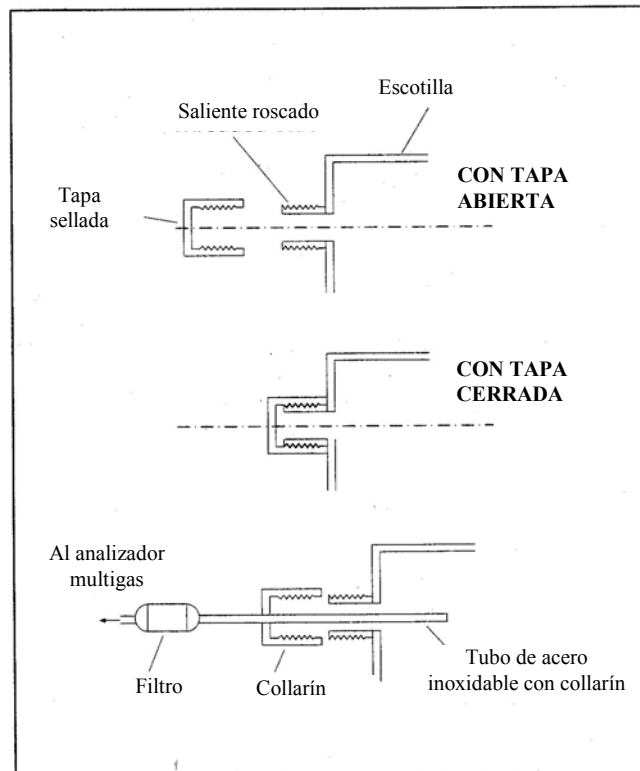 Escotilla
Saliente roscado
CON TAPA
ABIERTA
Tapa
sellada
CON TAPA
CERRADA
Al analizador
multigas
Filtro
Collarín
Tubo de acero
inoxidable con collarín